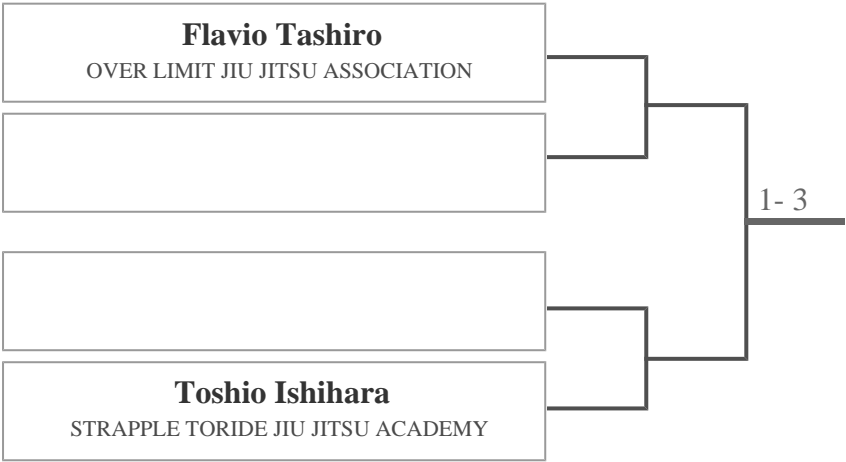 Flavio Tashiro
OVER LIMIT JIU JITSU ASSOCIATION
1- 3
Toshio Ishihara
STRAPPLE TORIDE JIU JITSU ACADEMY